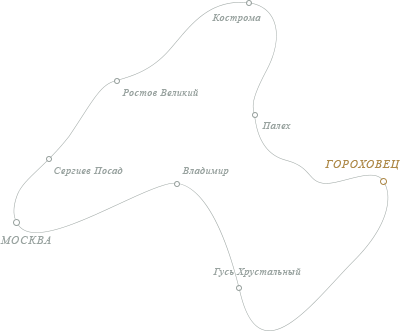 Кострома
Ростов Великий
Палех
ГОРОХОВЕЦ
Сергиев Посад
Владимир
МОСКВА
Гусь Хрустальный